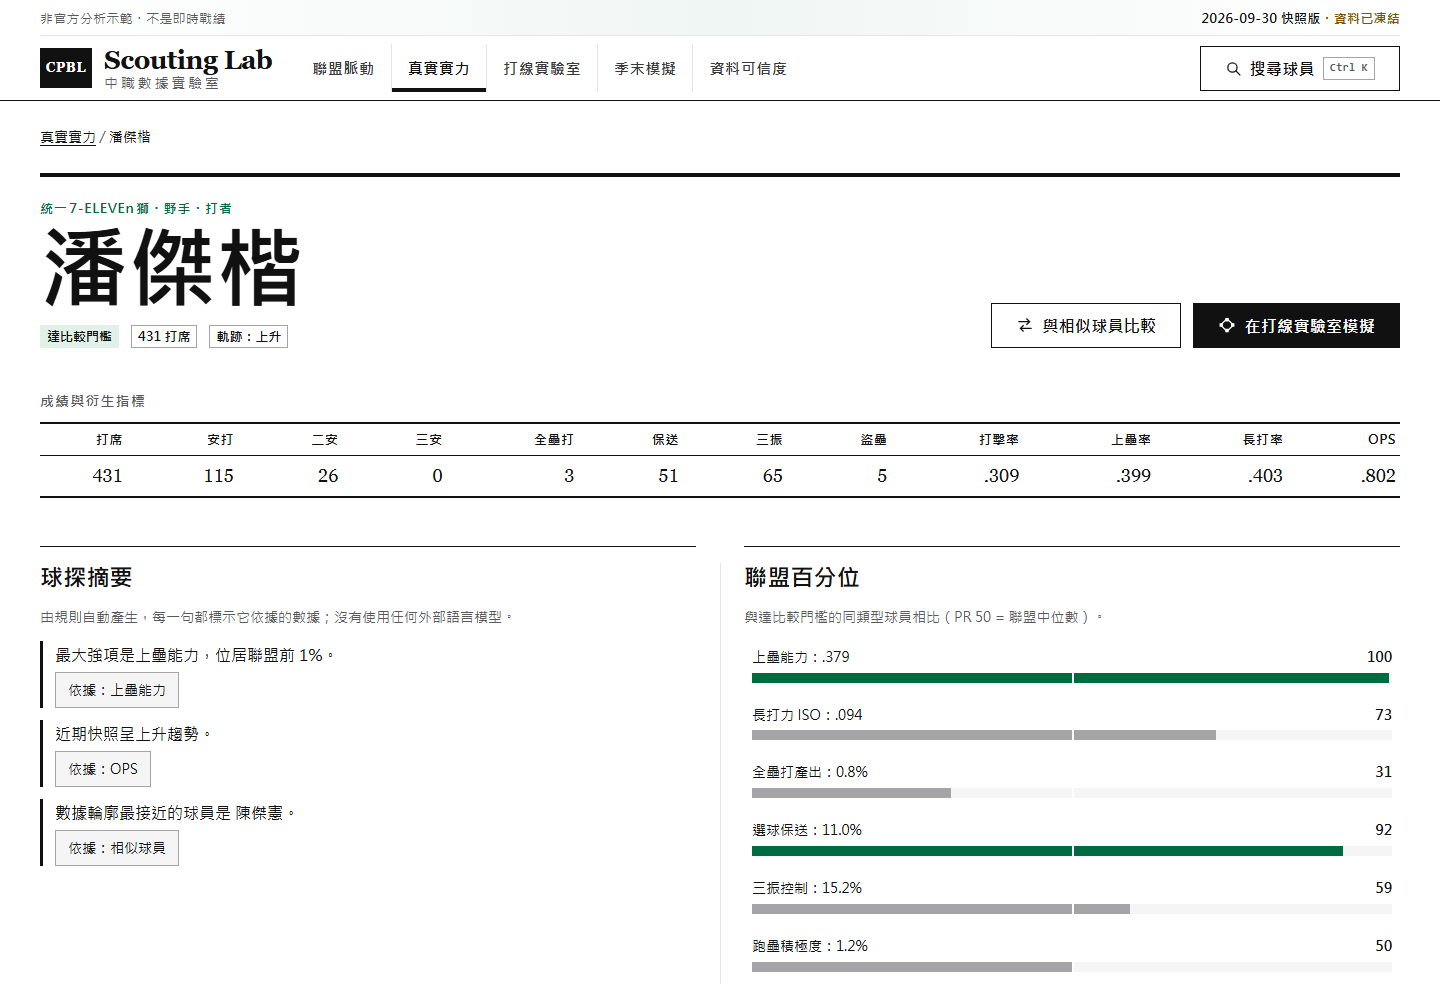 非官方分析示範・不是即時戰績
2026-09-30 快照版・資料已凍結
CPBL
Scouting Lab
中職數據實驗室
聯盟脈動
真實實力
打線實驗室
季末模擬
資料可信度
搜尋球員 Ctrl K
真實實力 / 潘傑楷
統一7-ELEVEn獅・野手・打者
潘傑楷
達比較門檻 431 打席 軌跡：上升
與相似球員比較
在打線實驗室模擬
成績與衍生指標
打席 安打 二安 三安 全壘打 保送 三振 盜壘 打擊率 上壘率 長打率 OPS
431 115 26 0 3 51 65 5 .309 .399 .403 .802
球探摘要
由規則自動產生，每一句都標示它依據的數據；沒有使用任何外部語言模型。
最大強項是上壘能力，位居聯盟前 1%。
依據：上壘能力
近期快照呈上升趨勢。
依據：OPS
數據輪廓最接近的球員是 陳傑憲。
依據：相似球員
聯盟百分位
與達比較門檻的同類型球員相比（PR 50 = 聯盟中位數）。
上壘能力：.379 100
長打力 ISO：.094 73
全壘打產出：0.8% 31
選球保送：11.0% 92
三振控制：15.2% 59
跑壘積極度：1.2% 50